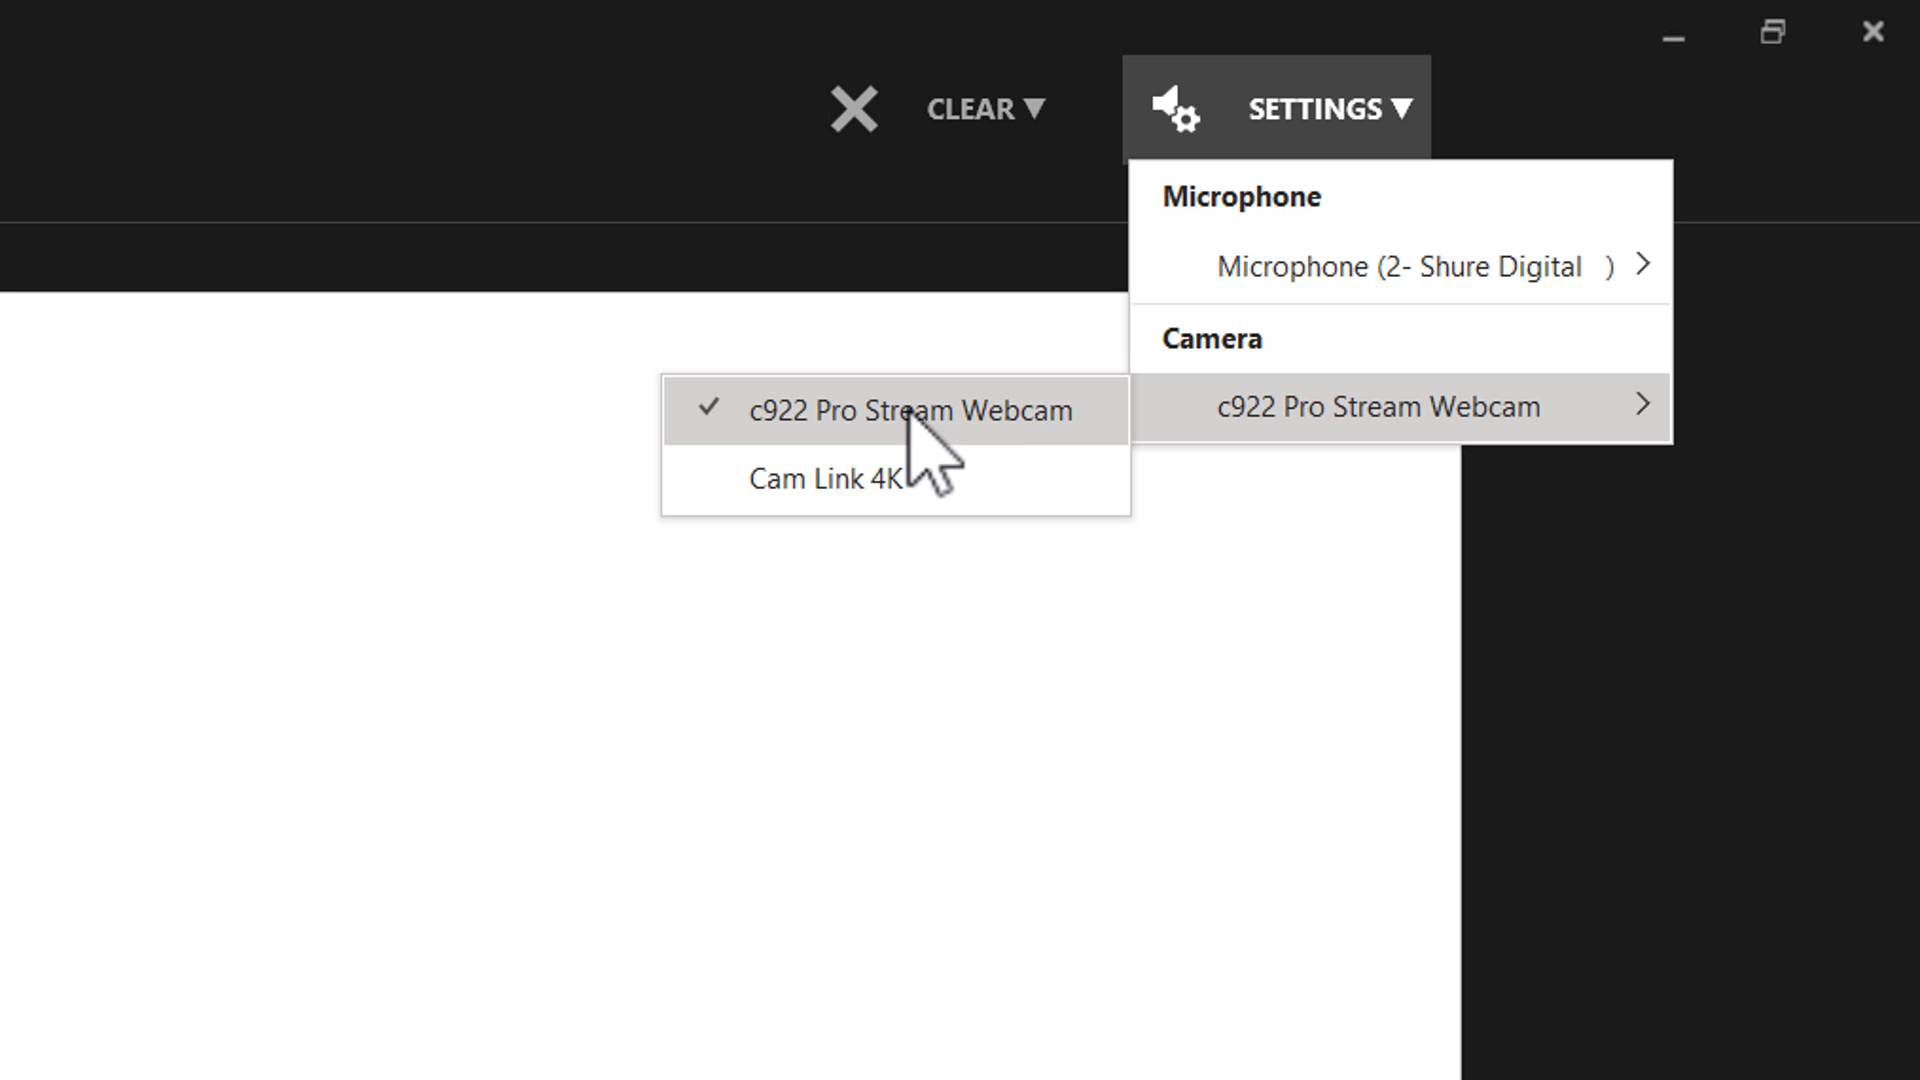 CLEAR ▼
SETTINGS ▼
Microphone
Microphone (2- Shure Digital )
Camera
c922 Pro Stream Webcam
✓ c922 Pro Stream Webcam
Cam Link 4K